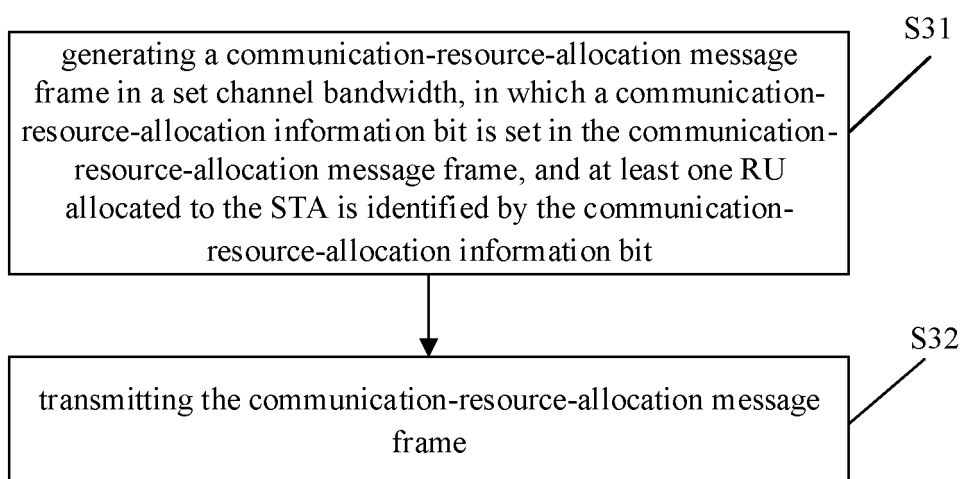 S31
generating a communication-resource-allocation message
frame in a set channel bandwidth, in which a communication-
resource-allocation information bit is set in the communication-
resource-allocation message frame, and at least one RU
allocated to the STA is identified by the communication-
resource-allocation information bit
S32
transmitting the communication-resource-allocation message
frame